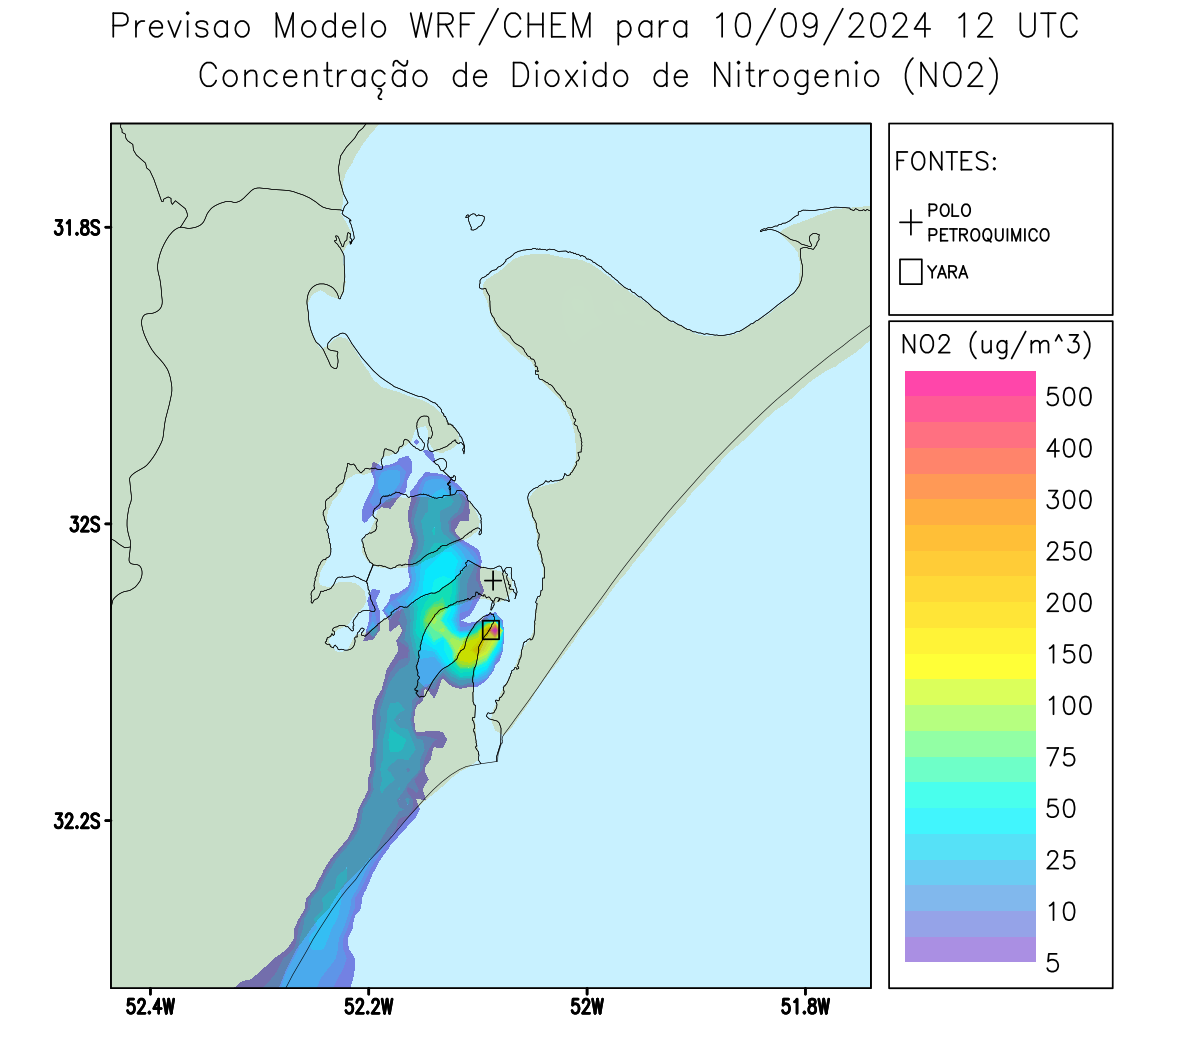 Previsao Modelo WRF/CHEM para 10/09/2024 12 UTC
Concentração de Dioxido de Nitrogenio (NO2)
FONTES:
POLO
PETROQUIMICO
YARA
NO2 (ug/m^3)
500
400
300
250
200
150
100
75
50
25
10
5
31.8S
32S
32.2S
52.4W
52.2W
52W
51.8W